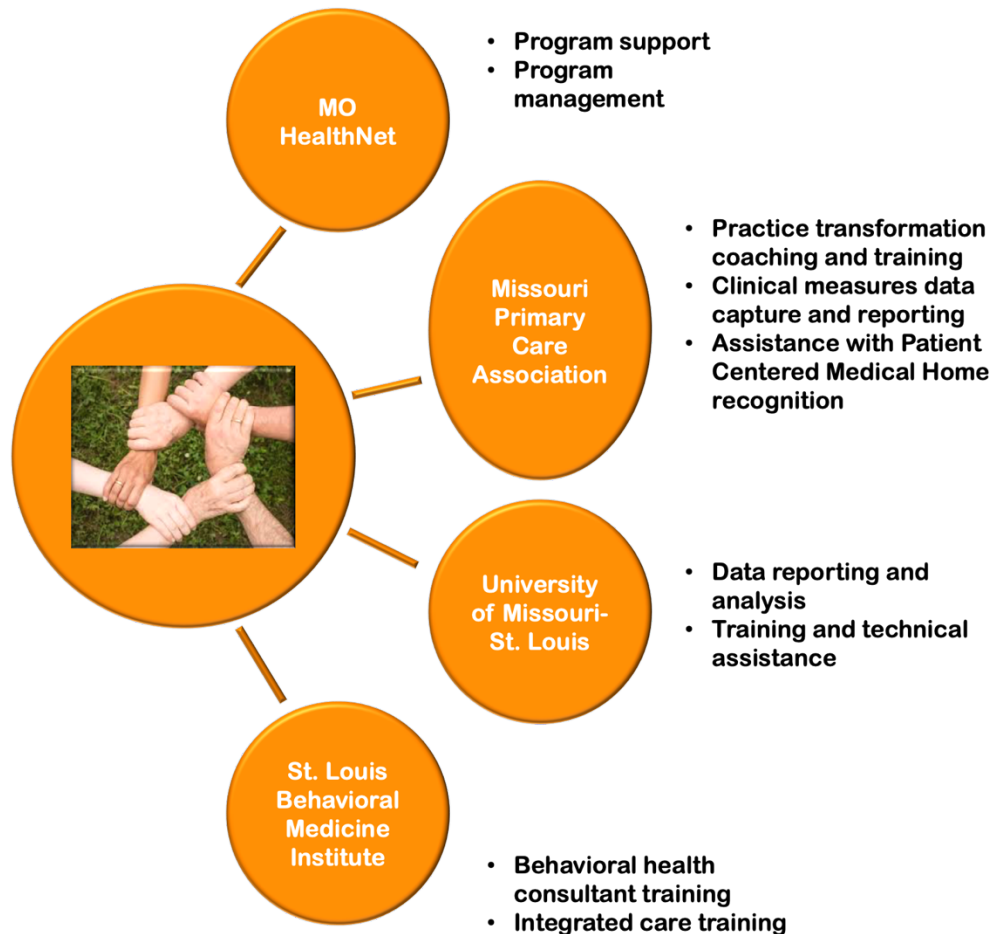 MO
HealthNet
• Program support
• Program
management
Missouri
Primary
Care
Association
• Practice transformation
coaching and training
• Clinical measures data
capture and reporting
• Assistance with Patient
Centered Medical Home
recognition
University
of Missouri-
St. Louis
• Data reporting and
analysis
• Training and technical
assistance
St. Louis
Behavioral
Medicine
Institute
• Behavioral health
consultant training
• Integrated care training